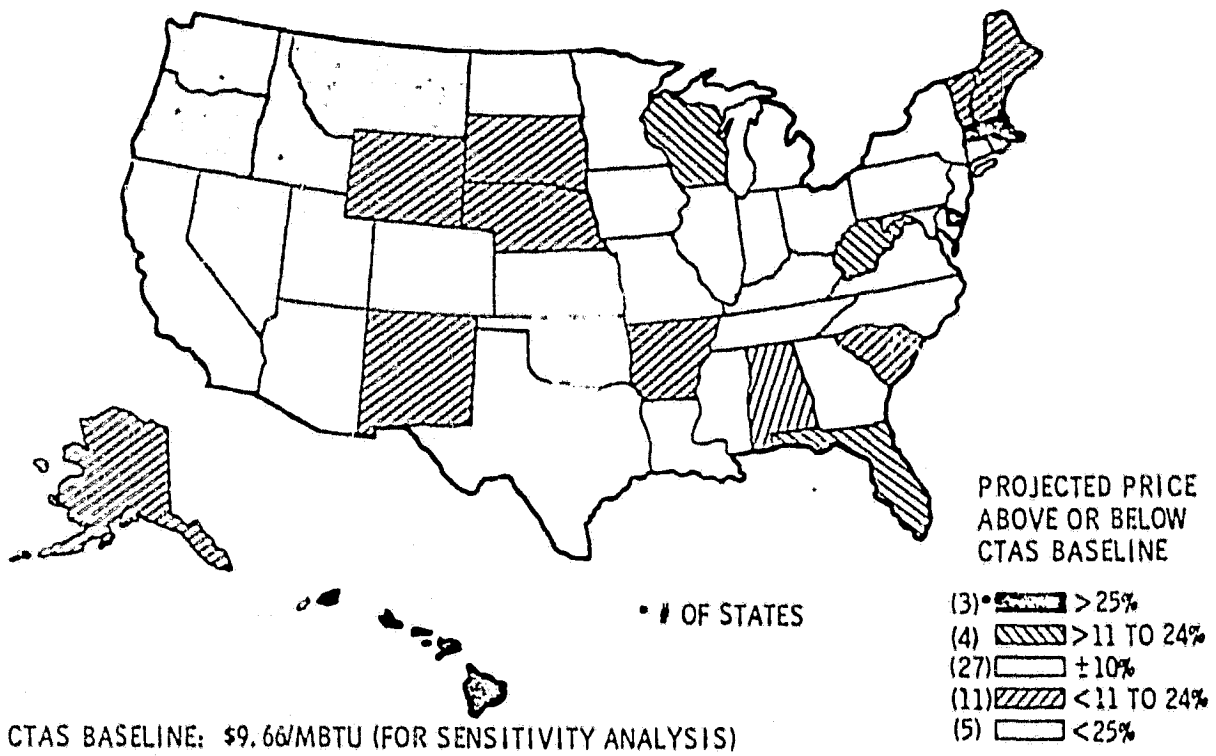 PROJECTED PRICE
ABOVE OR BELOW
CTAS BASELINE
• # OF STATES
(3)• >25%
(4) >11 TO 24%
(27) ±10%
(11) <11 TO 24%
(5) <25%
CTAS BASELINE: $9.66/MBTU (FOR SENSITIVITY ANALYSIS)